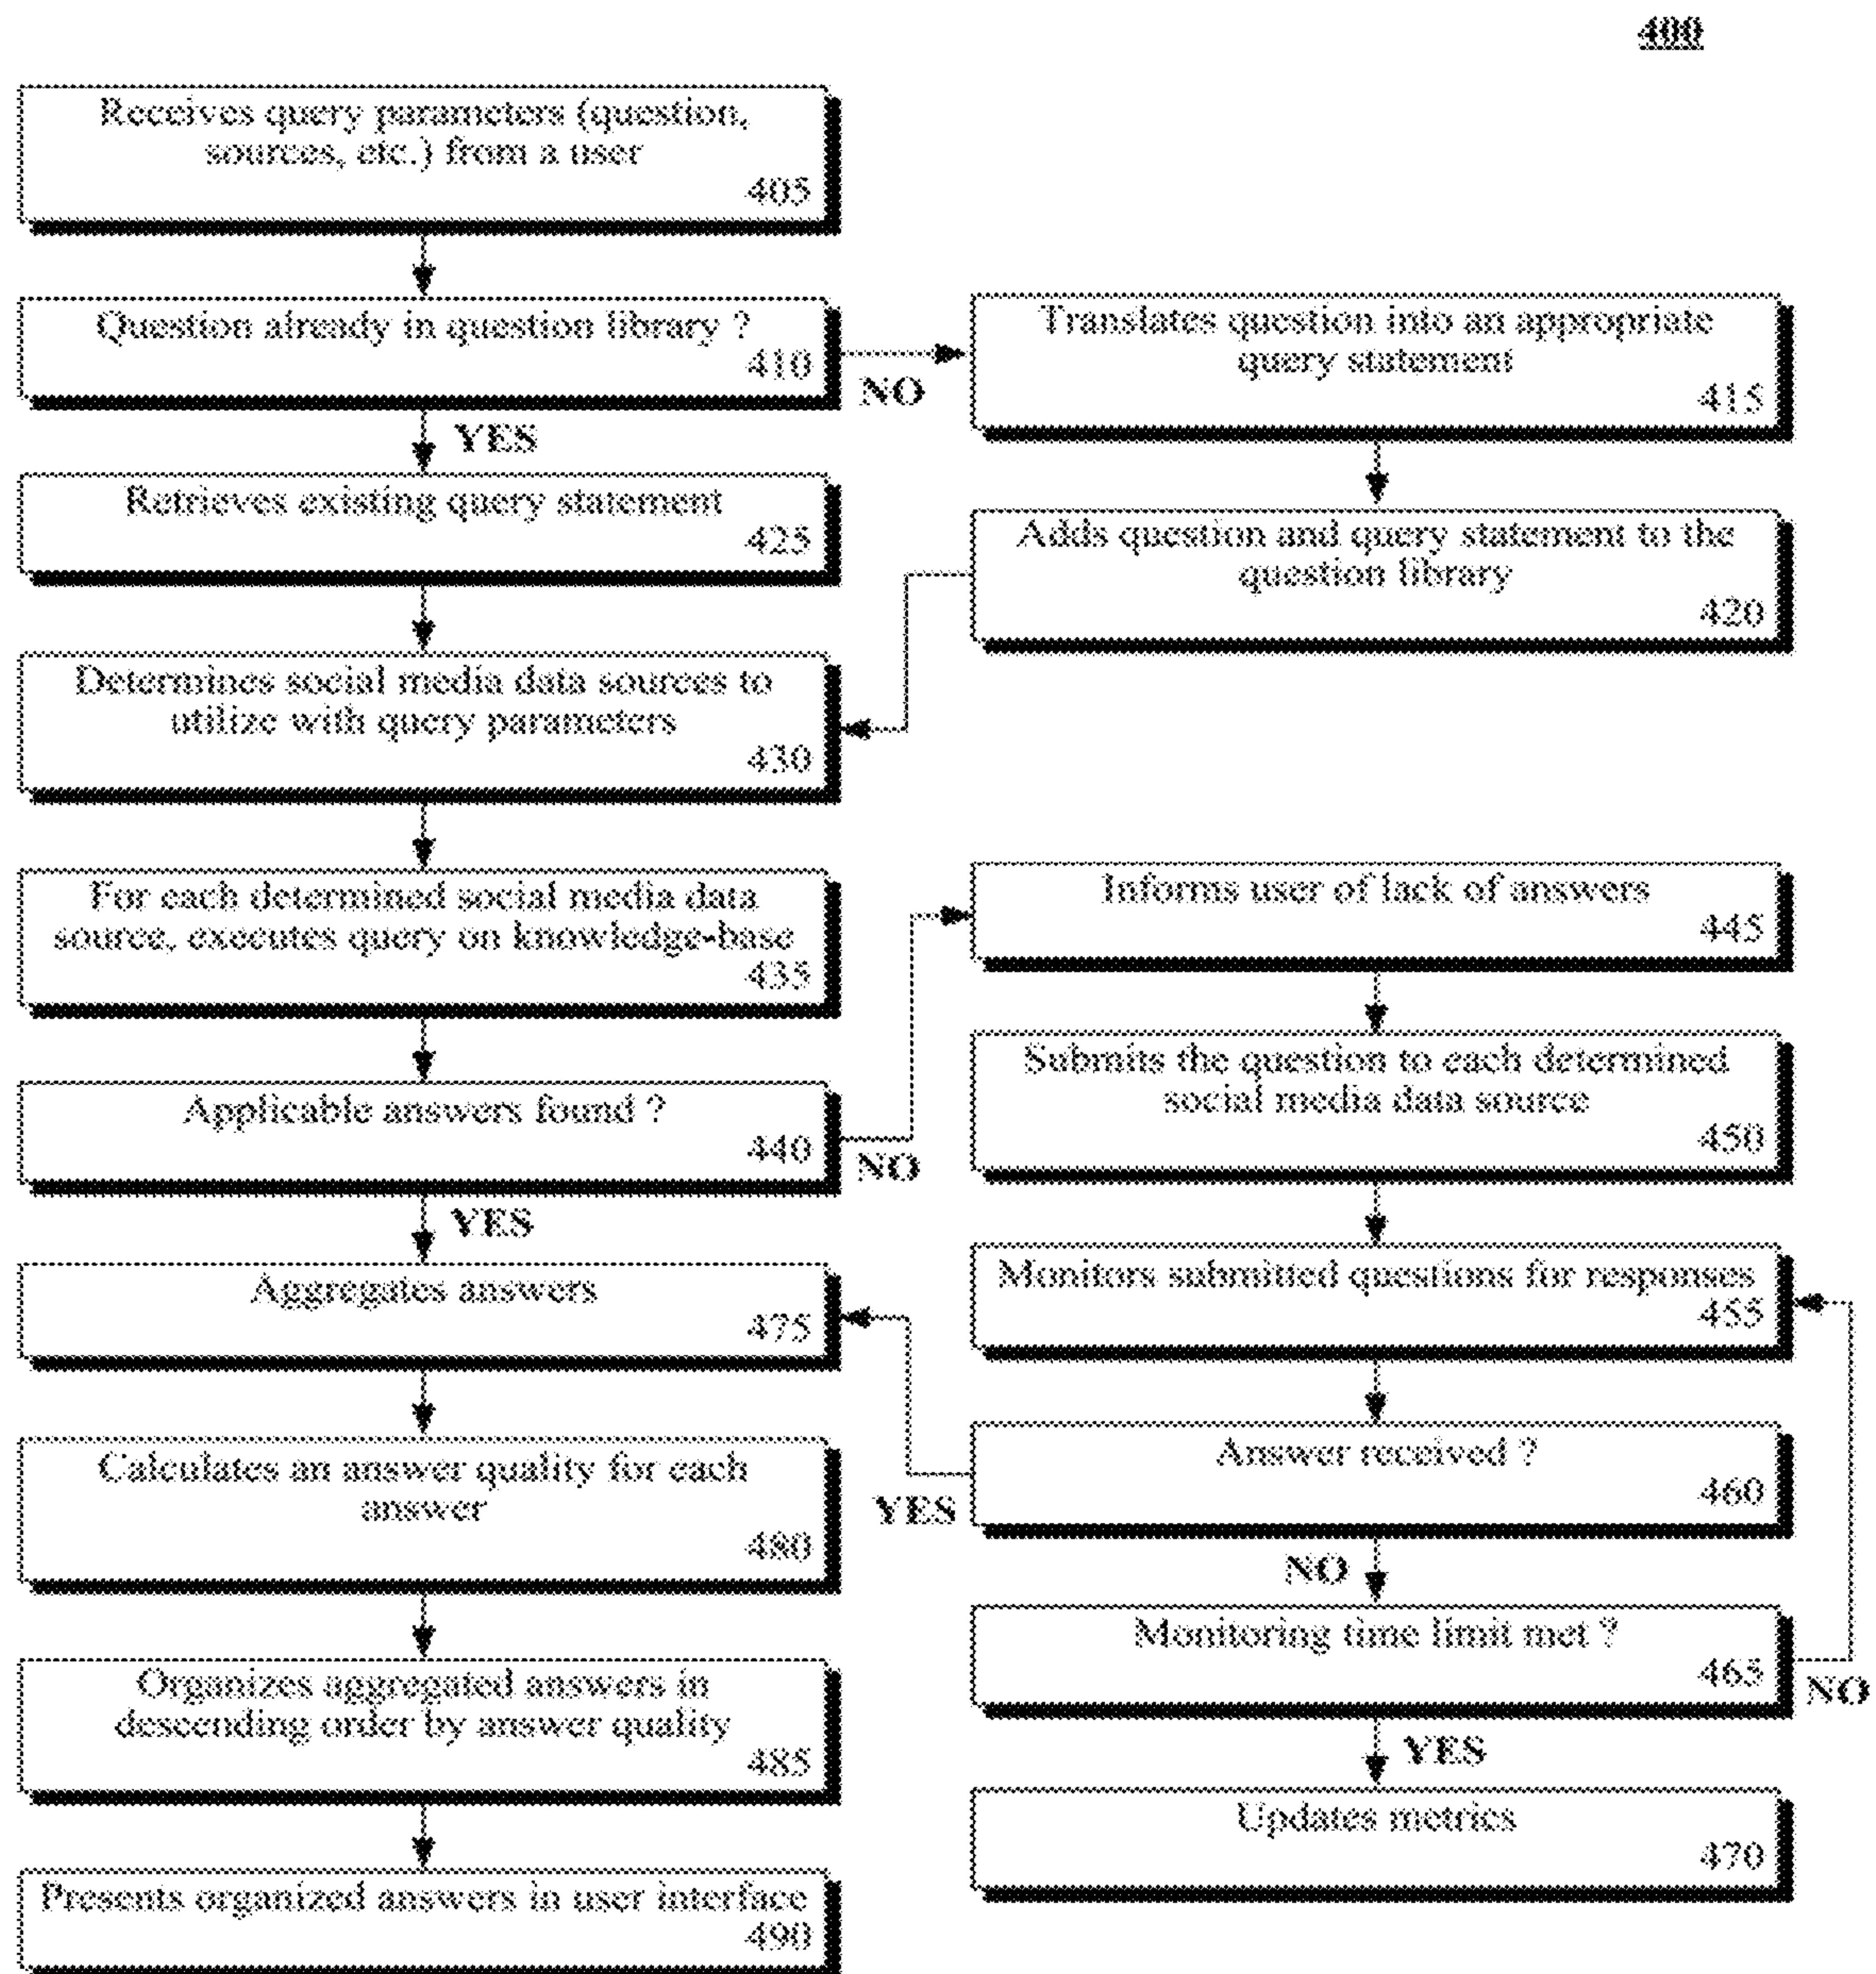 400
Receives query parameters (question,
sources, etc.) from a user
405
Question already in question library ?
410
NO
YES
Translates question into an appropriate
query statement
415
Retrieves existing query statement
425
Adds question and query statement to the
question library
420
Determines social media data sources to
utilize with query parameters
430
For each determined social media data
source, executes query on knowledge-base
435
Applicable answers found ?
440
NO
YES
Informs user of lack of answers
445
Submits the question to each determined
social media data source
450
Monitors submitted questions for responses
455
Answer received ?
460
YES
NO
Monitoring time limit met ?
465
NO
YES
Updates metrics
470
Aggregates answers
475
Calculates an answer quality for each
answer
480
Organizes aggregated answers in
descending order by answer quality
485
Presents organized answers in user interface
490